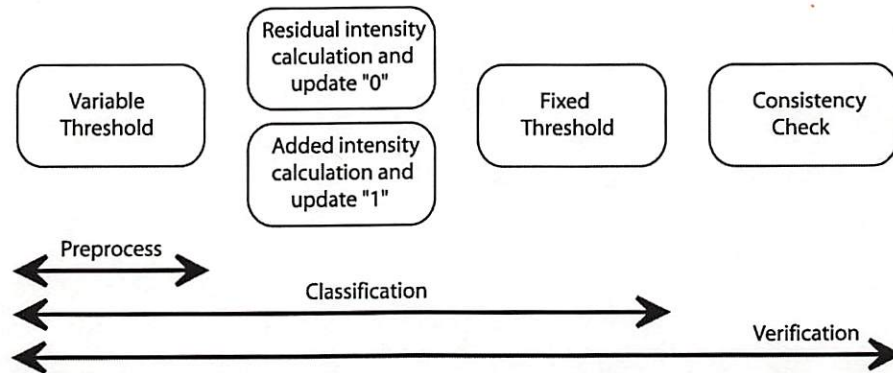 Variable
Threshold
Residual intensity
calculation and
update "0"
Added intensity
calculation and
update "1"
Fixed
Threshold
Consistency
Check
Preprocess
Classification
Verification